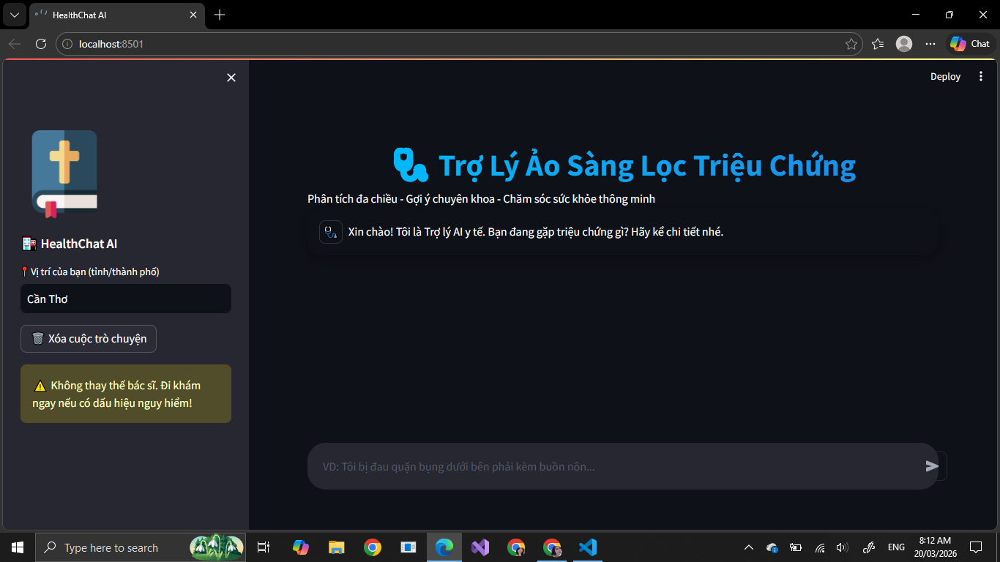 HealthChat AI
localhost:8501
Chat
Deploy
HealthChat AI
Vị trí của bạn (tỉnh/thành phố)
Cần Thơ
Xóa cuộc trò chuyện
Không thay thế bác sĩ. Đi khám
ngay nếu có dấu hiệu nguy hiểm!
Trợ Lý Ảo Sàng Lọc Triệu Chứng
Phân tích đa chiều - Gợi ý chuyên khoa - Chăm sóc sức khỏe thông minh
Xin chào! Tôi là Trợ lý AI y tế. Bạn đang gặp triệu chứng gì? Hãy kể chi tiết nhé.
VD: Tôi bị đau quặn bụng dưới bên phải kèm buồn nôn...
Type here to search
ENG
8:12 AM
20/03/2026